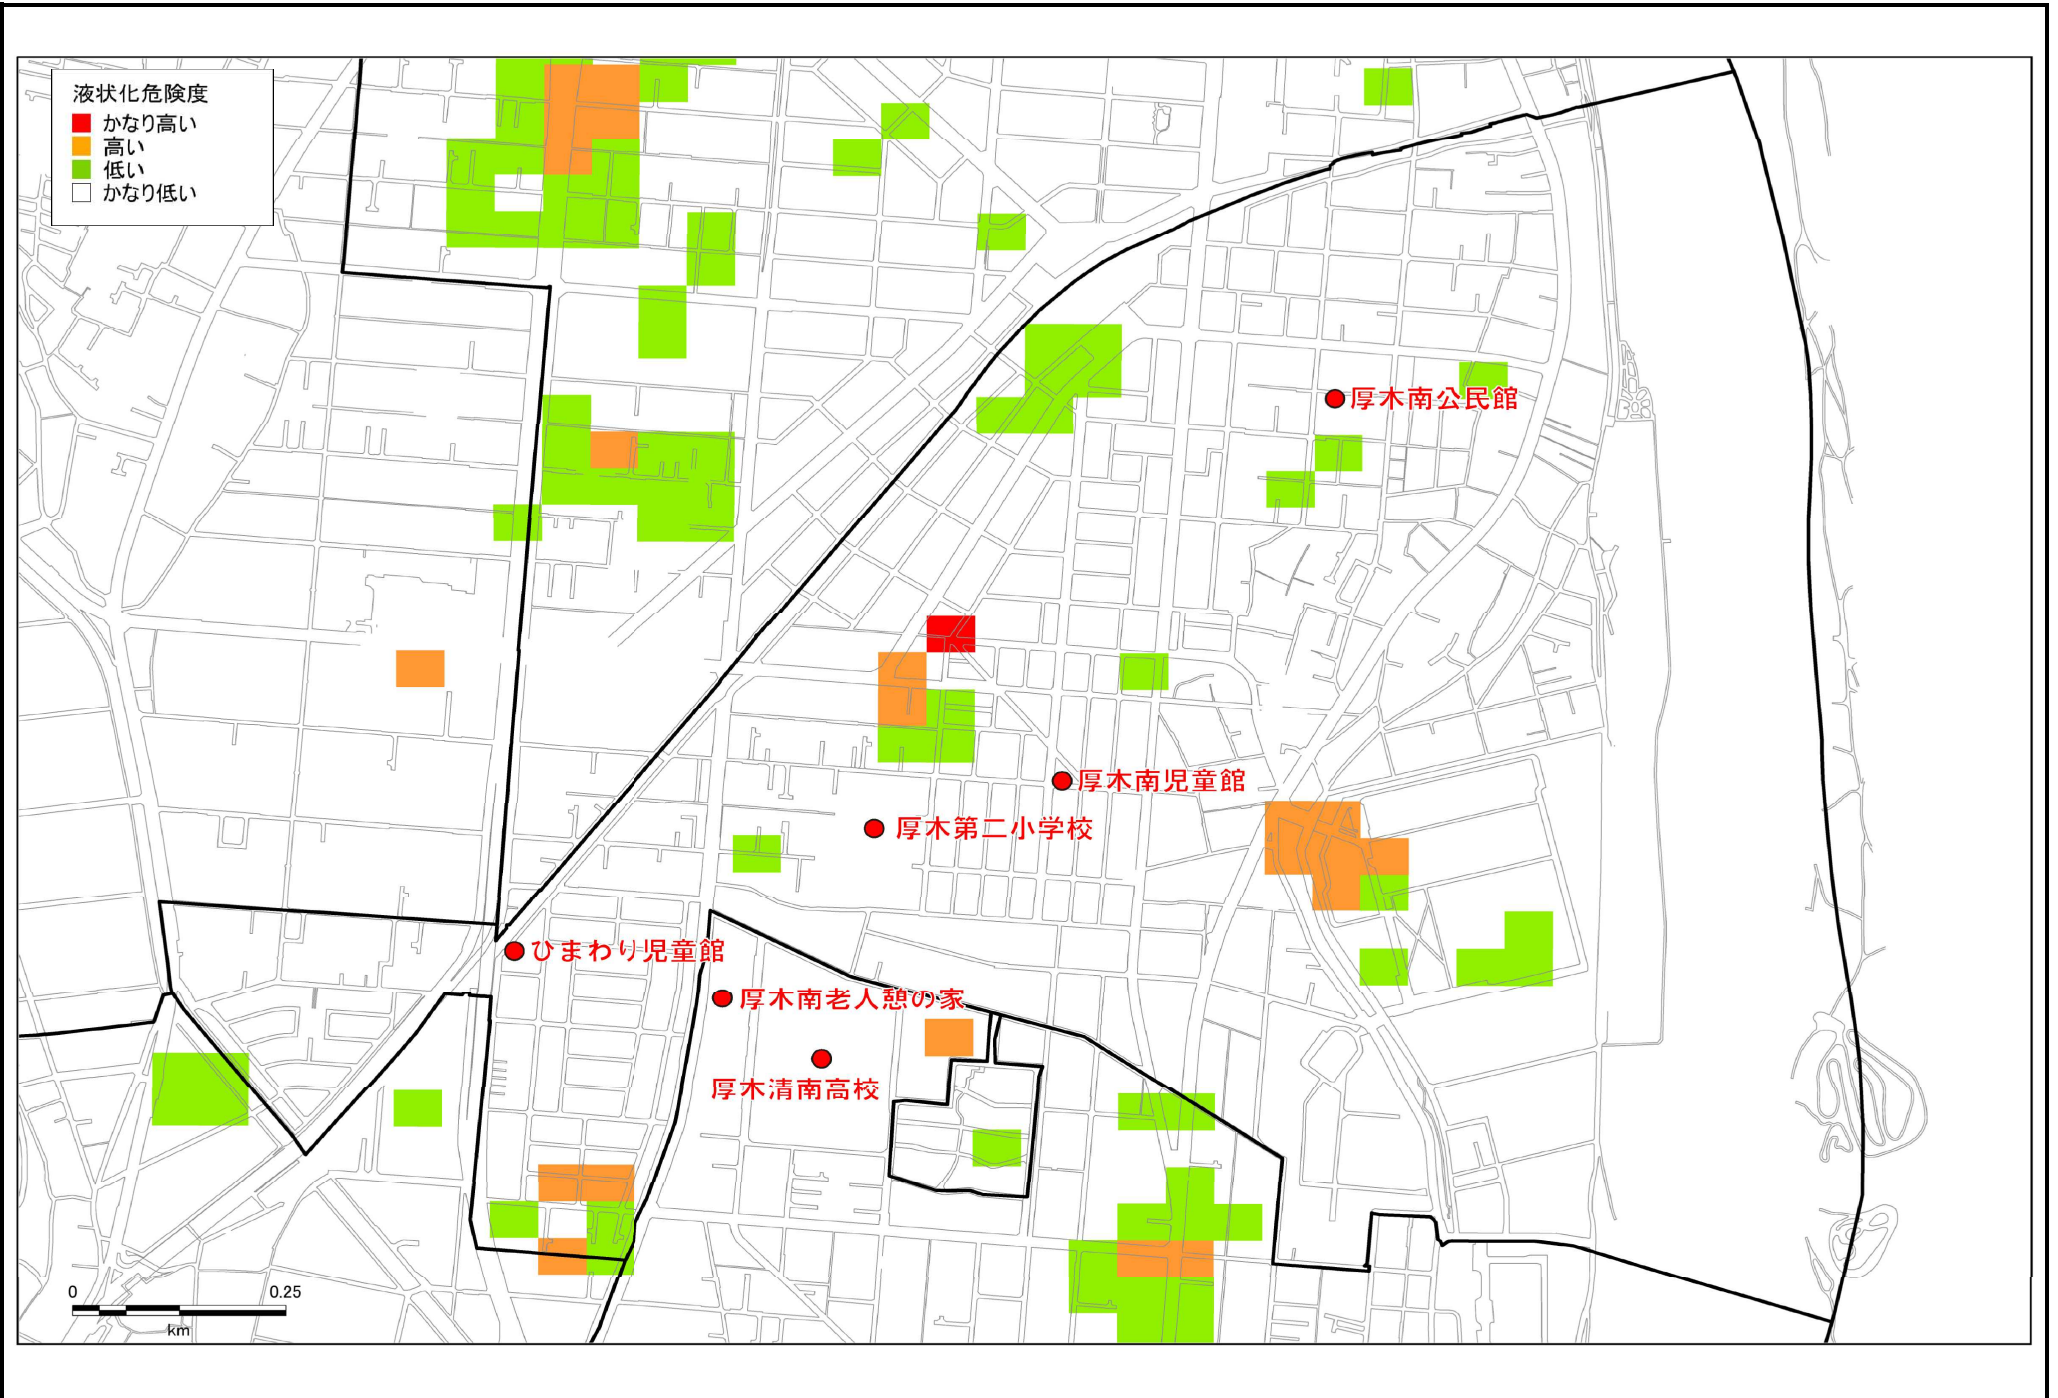 液状化危険度
かなり高い
高い
低い
かなり低い
厚木南公民館
厚木南児童館
厚木第二小学校
ひまわり児童館
厚木南老人憩の家
厚木清南高校
0 0.25
km